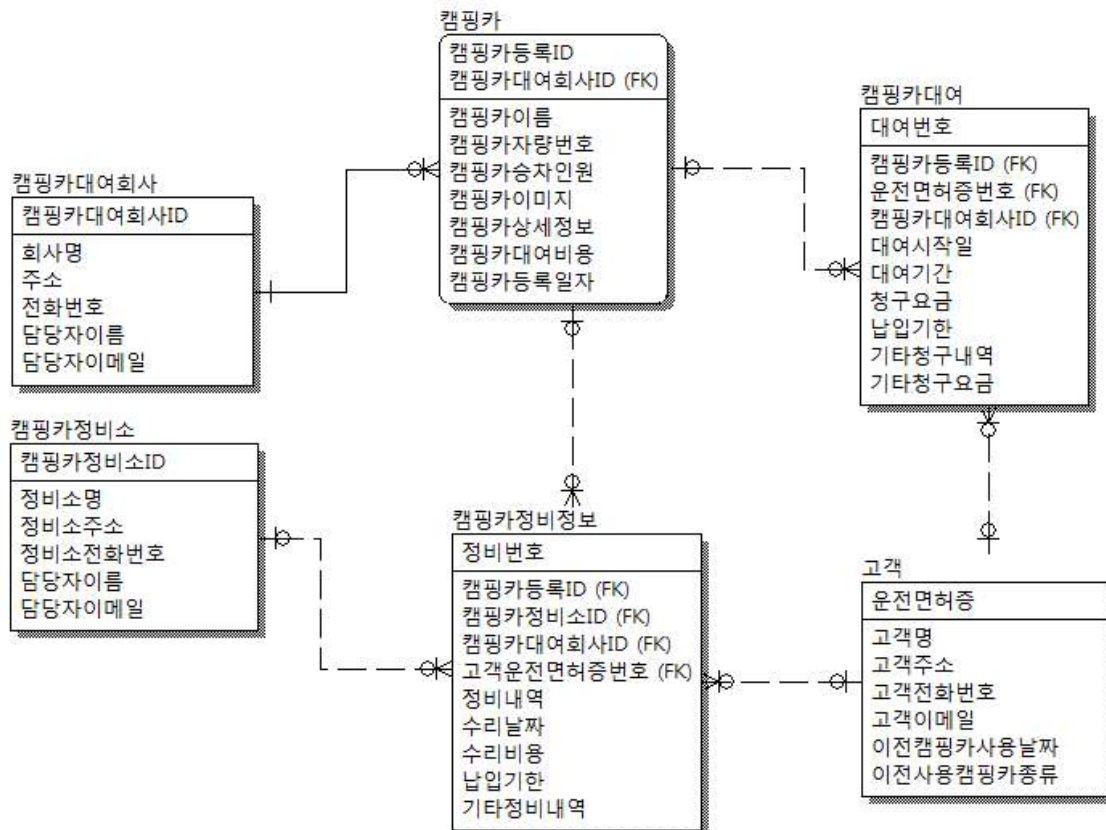 캠핑카
캠핑카등록ID
캠핑카대여회사ID (FK)
캠핑카이름
캠핑카자량번호
캠핑카승차인원
캠핑카이미지
캠핑카상세정보
캠핑카대여비용
캠핑카등록일자
캠핑카대여
대여번호
캠핑카등록ID (FK)
운전면허증번호 (FK)
캠핑카대여회사ID (FK)
대여시작일
대여기간
청구요금
납입기한
기타청구내역
기타청구요금
캠핑카대여회사
캠핑카대여회사ID
회사명
주소
전화번호
담당자이름
담당자이메일
캠핑카정비소
캠핑카정비소ID
정비소명
정비소주소
정비소전화번호
담당자이름
담당자이메일
캠핑카정비정보
정비번호
캠핑카등록ID (FK)
캠핑카정비소ID (FK)
캠핑카대여회사ID (FK)
고객운전면허증번호 (FK)
정비내역
수리날짜
수리비용
납입기한
기타정비내역
고객
운전면허증
고객명
고객주소
고객전화번호
고객이메일
이전캠핑카사용날짜
이전사용캠핑카종류